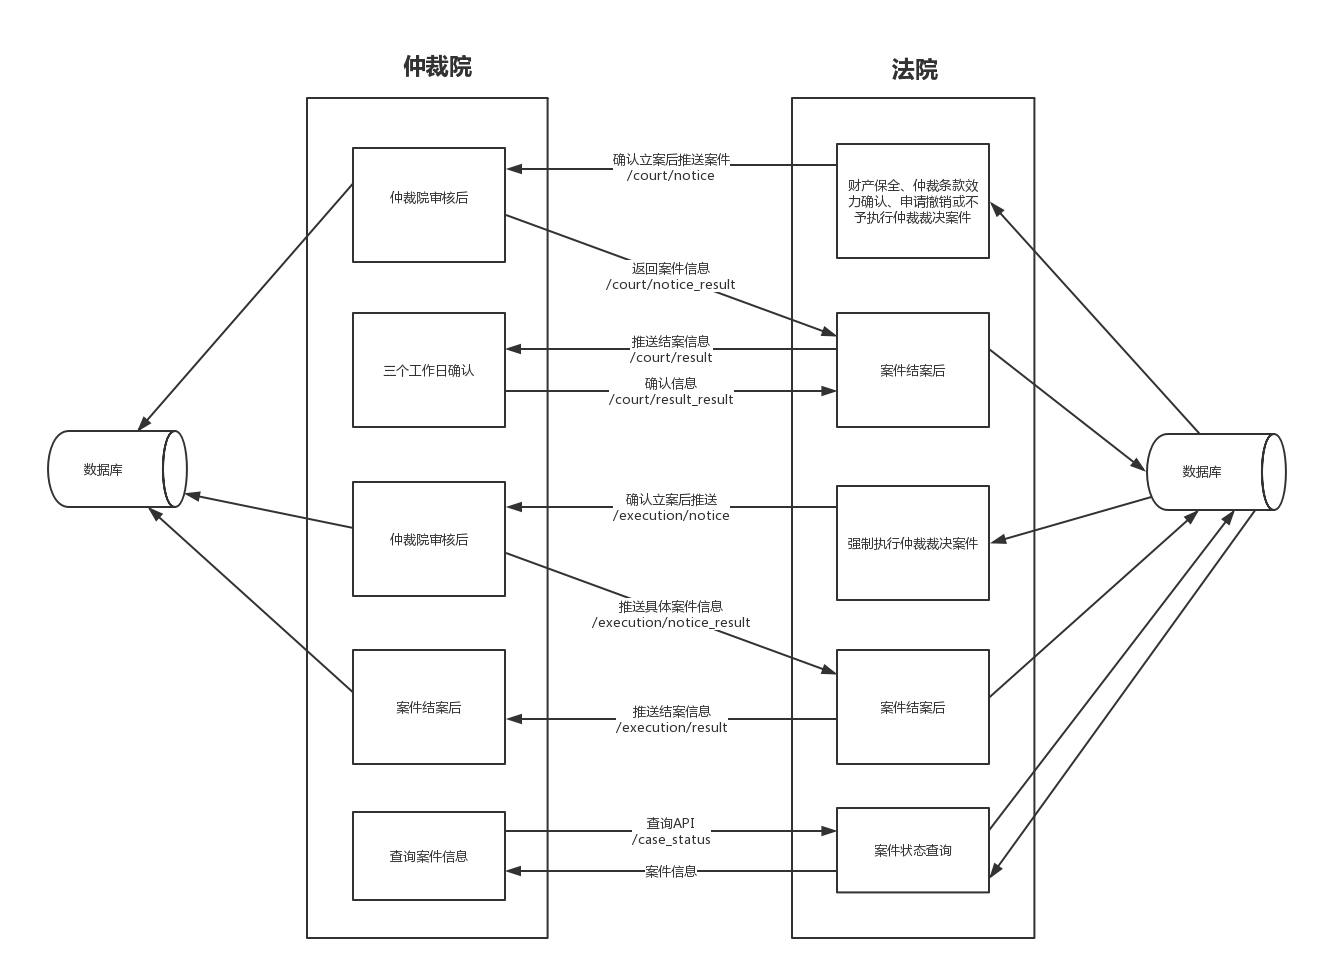 仲裁院
法院
确认立案后推送案件
/court/notice
仲裁院审核后
财产保全、仲裁条款效
力确认、申请撤销或不
予执行仲裁裁决案件
返回案件信息
/court/notice_result
推送结案信息
/court/result
三个工作日确认
案件结案后
确认信息
/court/result_result
数据库
数据库
确认立案后推送
/execution/notice
仲裁院审核后
强制执行仲裁裁决案件
推送具体案件信息
/execution/notice_result
案件结案后
案件结案后
推送结案信息
/execution/result
查询API
/case_status
查询案件信息
案件状态查询
案件信息